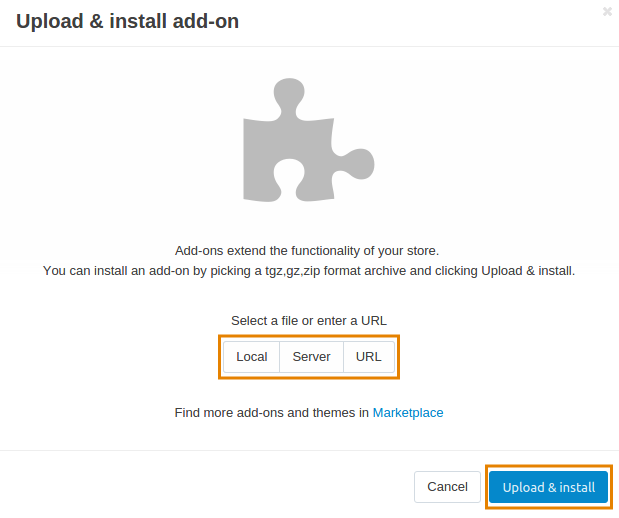 Upload & install add-on
×
Add-ons extend the functionality of your store.
You can install an add-on by picking a tgz,gz,zip format archive and clicking Upload & install.
Select a file or enter a URL
Local Server URL
Find more add-ons and themes in Marketplace
Cancel Upload & install